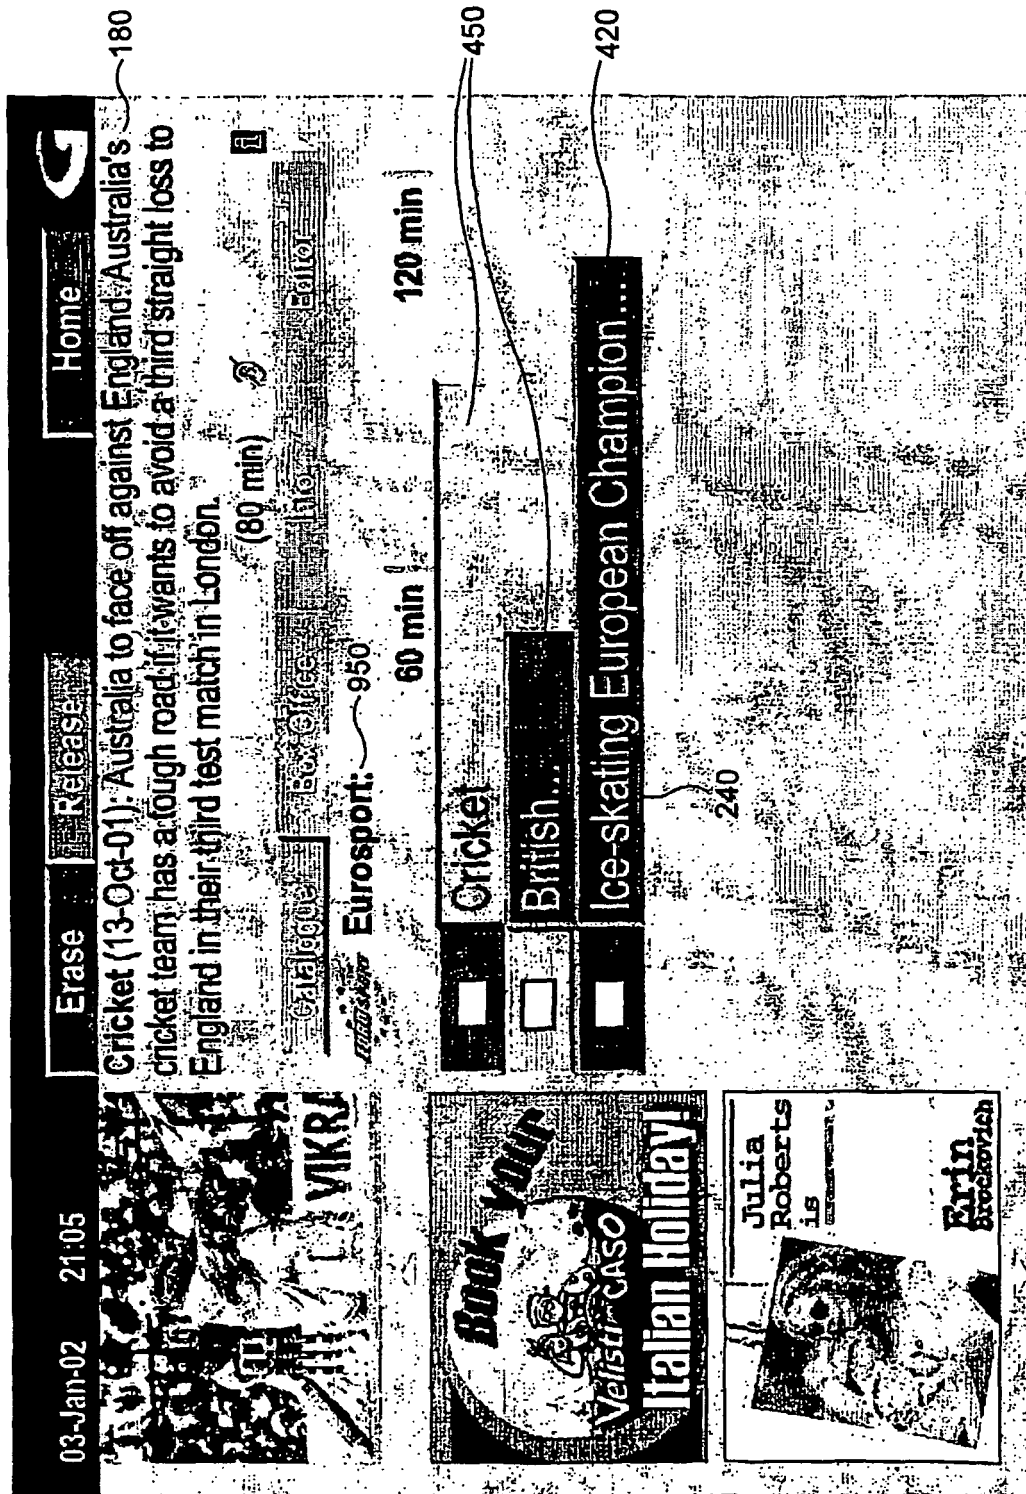 03-Jan-02 21:05 Erase Release Home
Cricket (13-Oct-01): Australia to face off against England. Australia's
cricket team has a tough road if it wants to avoid a third straight loss to
England in their third test match in London.
(80 min) i
180
Catalogue Box Office Info Editor
Eurosport:
950
60 min 120 min
Cricket
British...
Ice-skating European Champion...
450
420
240
VIKR
Book your
CASO
Italian Holiday!
Julia
Roberts
is
Erin
Brockovich